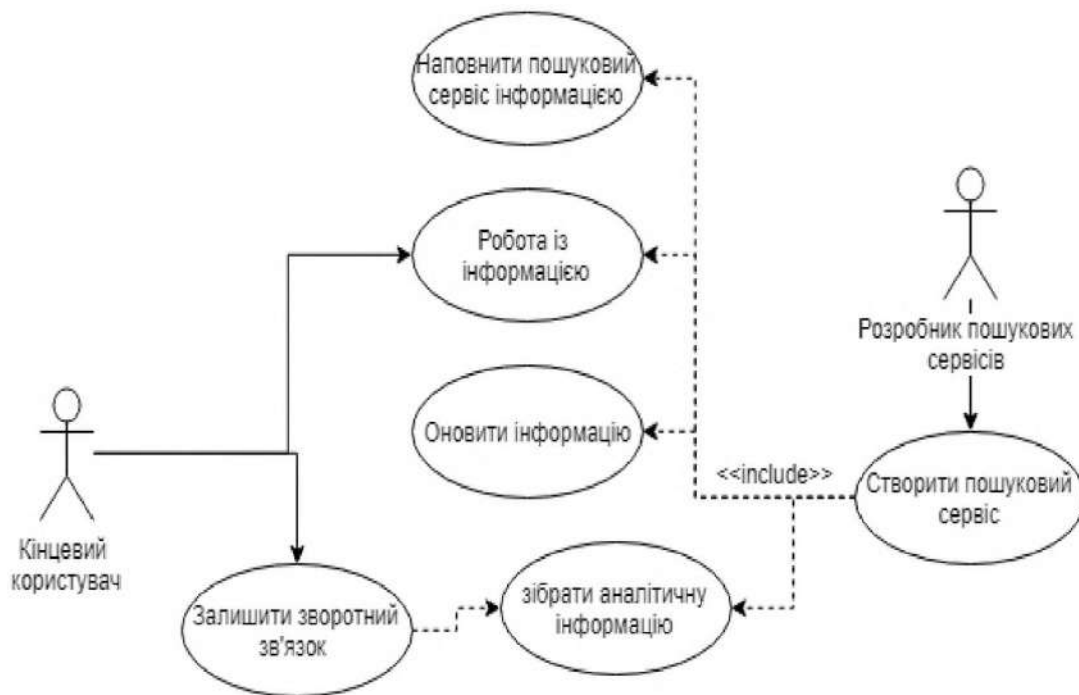 Наповнити пошуковий
сервіс інформацією
Робота із
інформацією
Розробник пошукових
сервісів
Оновити інформацію
<<include>>
Створити пошуковий
сервіс
Кінцевий
користувач
Залишити зворотний
зв'язок
зібрати аналітичну
інформацію